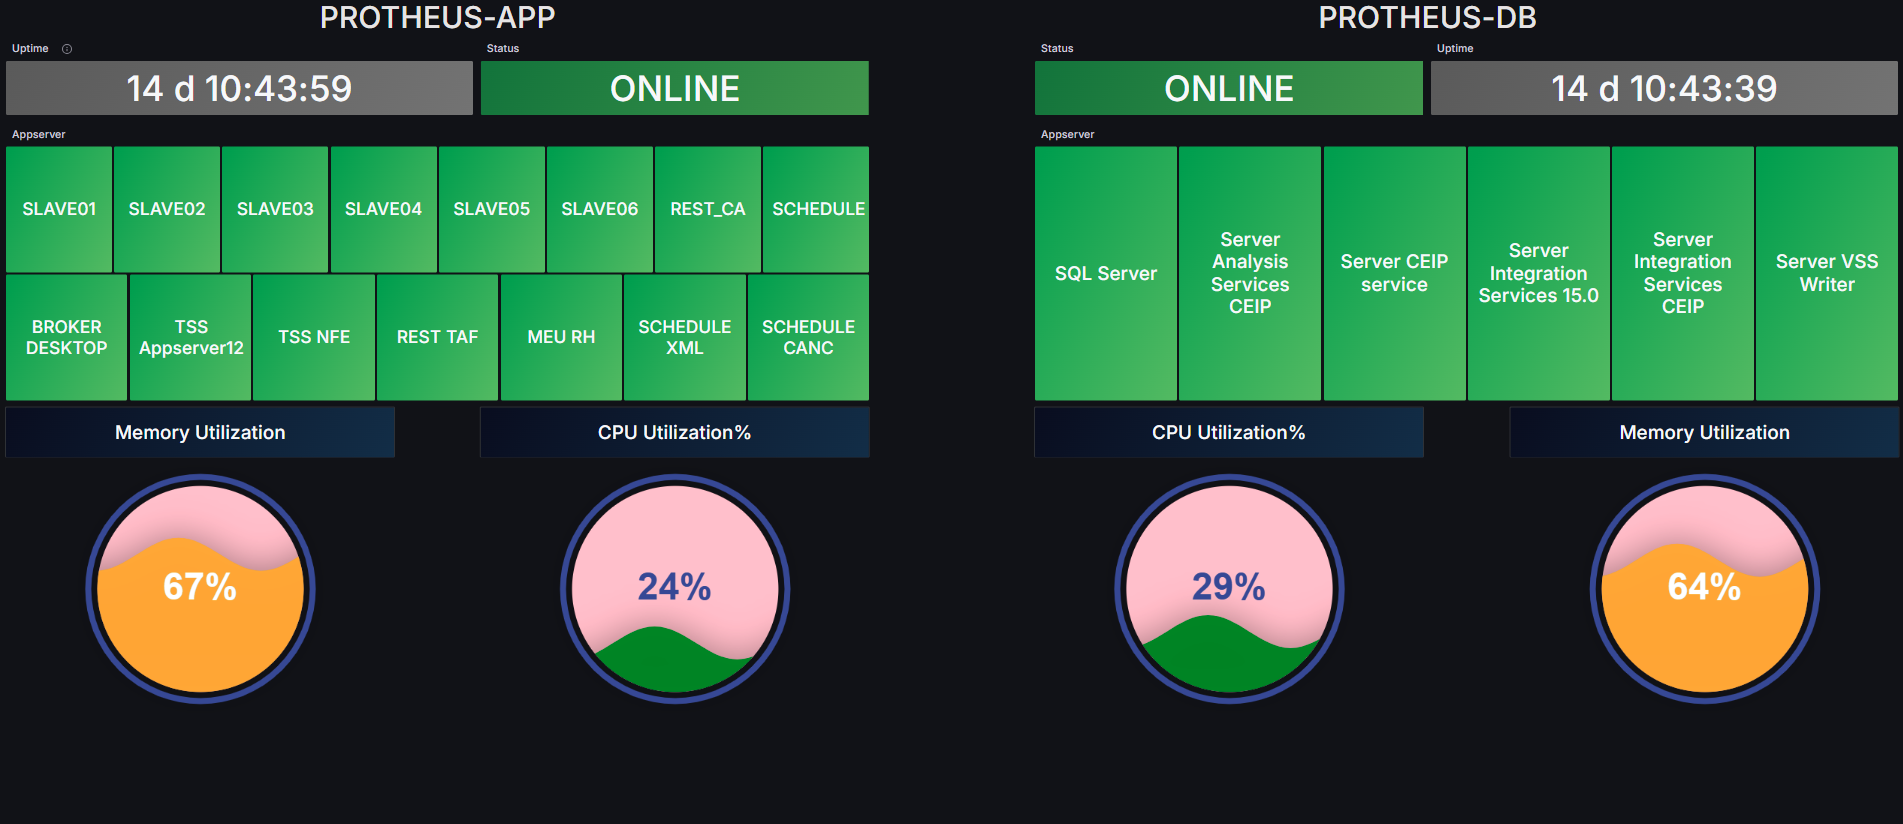 PROTHEUS-APP
Uptime
Status
14 d 10:43:59
ONLINE
Appserver
SLAVE01
SLAVE02
SLAVE03
SLAVE04
SLAVE05
SLAVE06
REST_CA
SCHEDULE
BROKER
DESKTOP
TSS
Appserver12
TSS NFE
REST TAF
MEU RH
SCHEDULE
XML
SCHEDULE
CANC
Memory Utilization
CPU Utilization%
67%
24%
PROTHEUS-DB
Status
Uptime
ONLINE
14 d 10:43:39
Appserver
SQL Server
Server
Analysis
Services
CEIP
Server CEIP
service
Server
Integration
Services 15.0
Server
Integration
Services
CEIP
Server VSS
Writer
CPU Utilization%
Memory Utilization
29%
64%